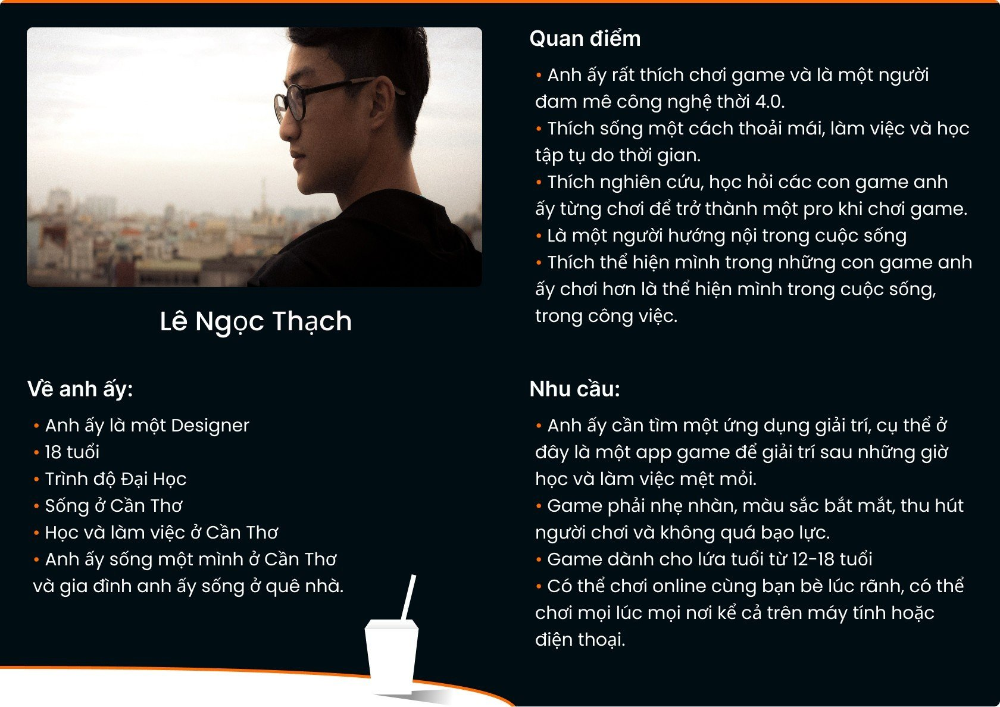 Lê Ngọc Thạch
Về anh ấy:
• Anh ấy là một Designer
• 18 tuổi
• Trình độ Đại Học
• Sống ở Cần Thơ
• Học và làm việc ở Cần Thơ
• Anh ấy sống một mình ở Cần Thơ
và gia đình anh ấy sống ở quê nhà.
Quan điểm
• Anh ấy rất thích chơi game và là một người
đam mê công nghệ thời 4.0.
• Thích sống một cách thoải mái, làm việc và học
tập tụ do thời gian.
• Thích nghiên cứu, học hỏi các con game anh
ấy từng chơi để trở thành một pro khi chơi game.
• Là một người hướng nội trong cuộc sống
• Thích thể hiện mình trong những con game anh
ấy chơi hơn là thể hiện mình trong cuộc sống,
trong công việc.
Nhu cầu:
• Anh ấy cần tìm một ứng dụng giải trí, cụ thể ở
đây là một app game để giải trí sau những giờ
học và làm việc mệt mỏi.
• Game phải nhẹ nhàn, màu sắc bắt mắt, thu hút
người chơi và không quá bạo lực.
• Game dành cho lứa tuổi từ 12-18 tuổi
• Có thể chơi online cùng bạn bè lúc rãnh, có thể
chơi mọi lúc mọi nơi kể cả trên máy tính hoặc
điện thoại.